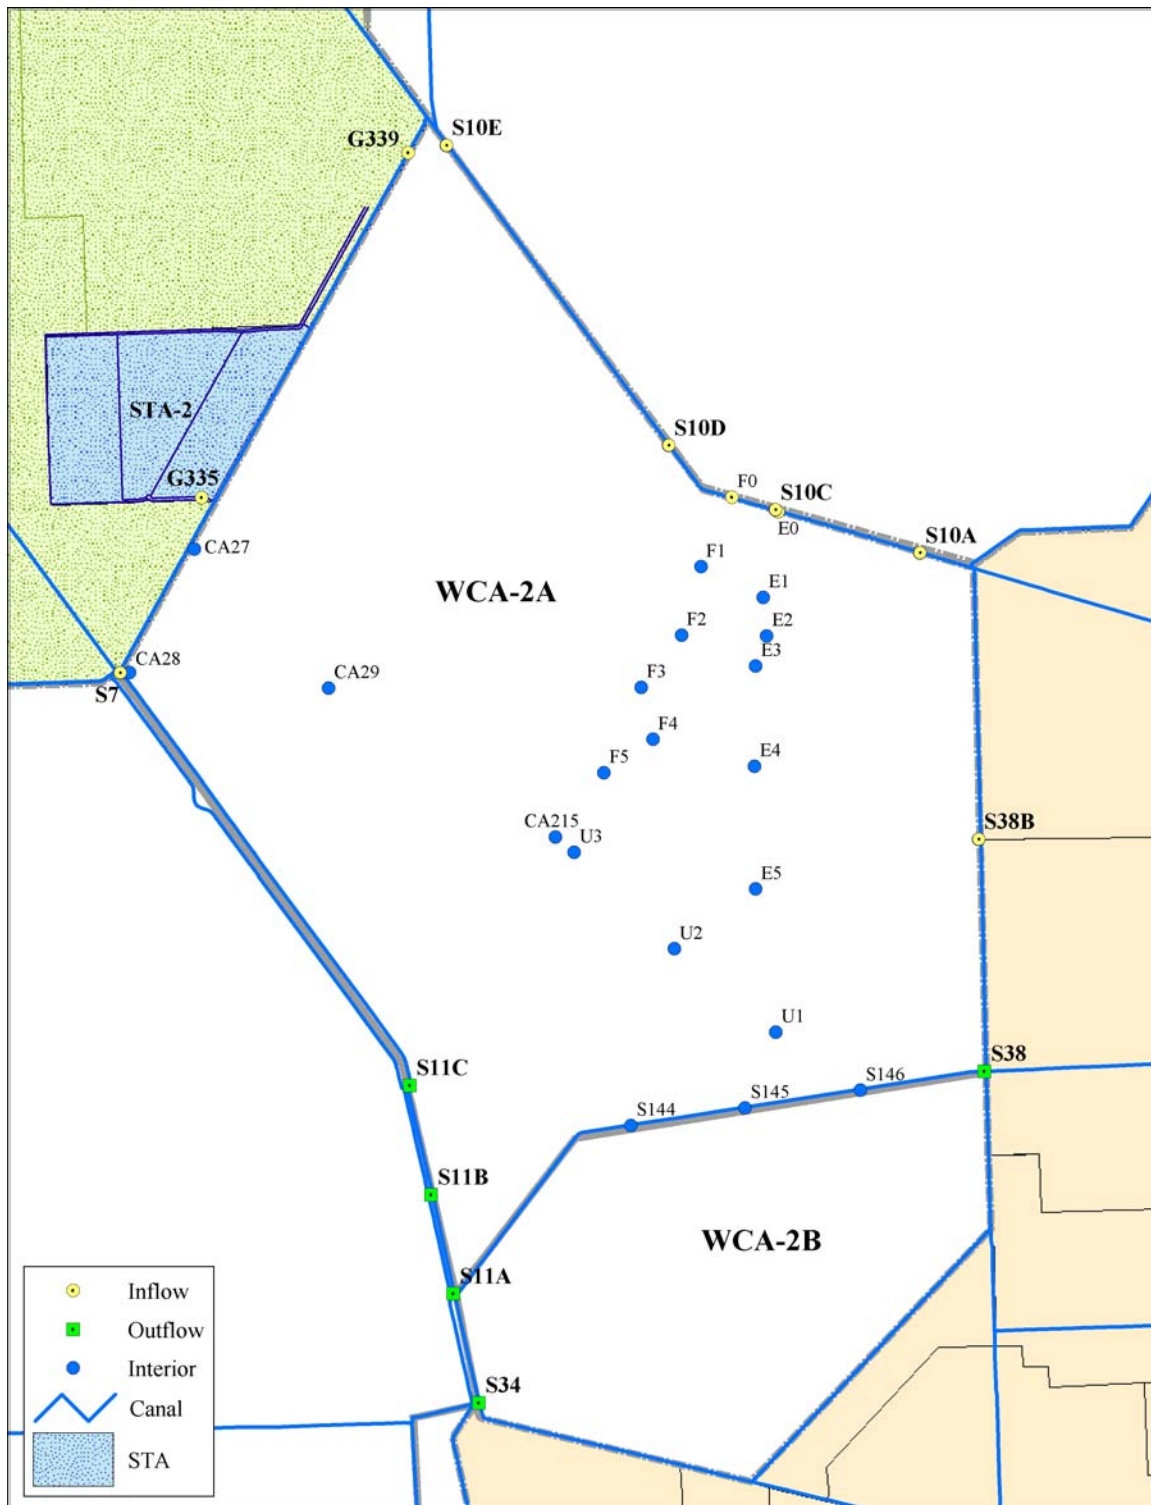 G339
S10E
STA-2
S10D
G335
F0
S10C
E0
S10A
CA27
F1
WCA-2A
E1
F2
E2
E3
CA28
S7
CA29
F3
F4
F5
E4
CA215
U3
S38B
E5
U2
U1
S11C
S38
S146
S145
S144
S11B
WCA-2B
S11A
S34
Inflow
Outflow
Interior
Canal
STA